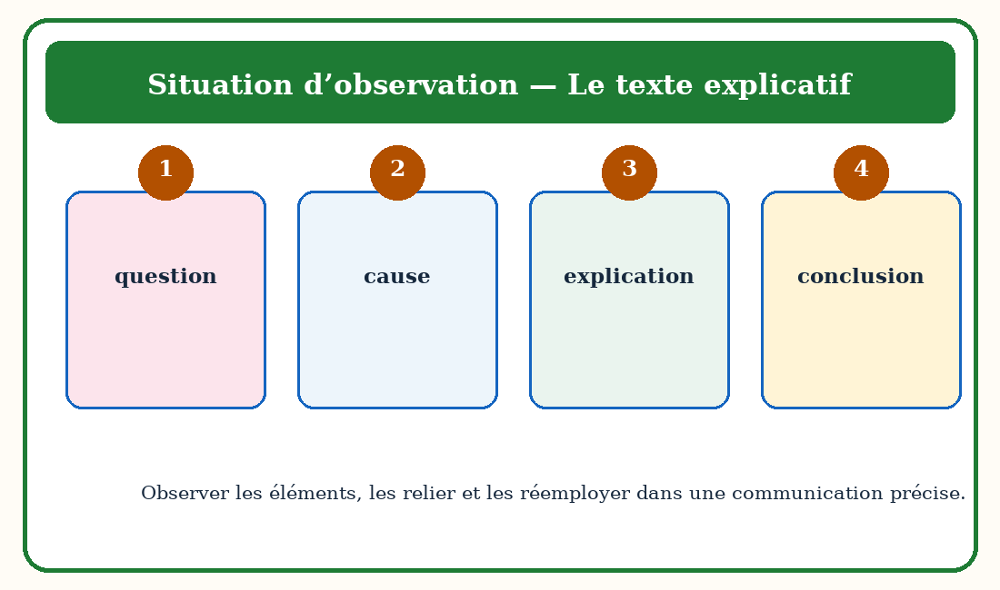 Situation d’observation — Le texte explicatif
1
2
3
4
question
cause
explication
conclusion
Observer les éléments, les relier et les réemployer dans une communication précise.